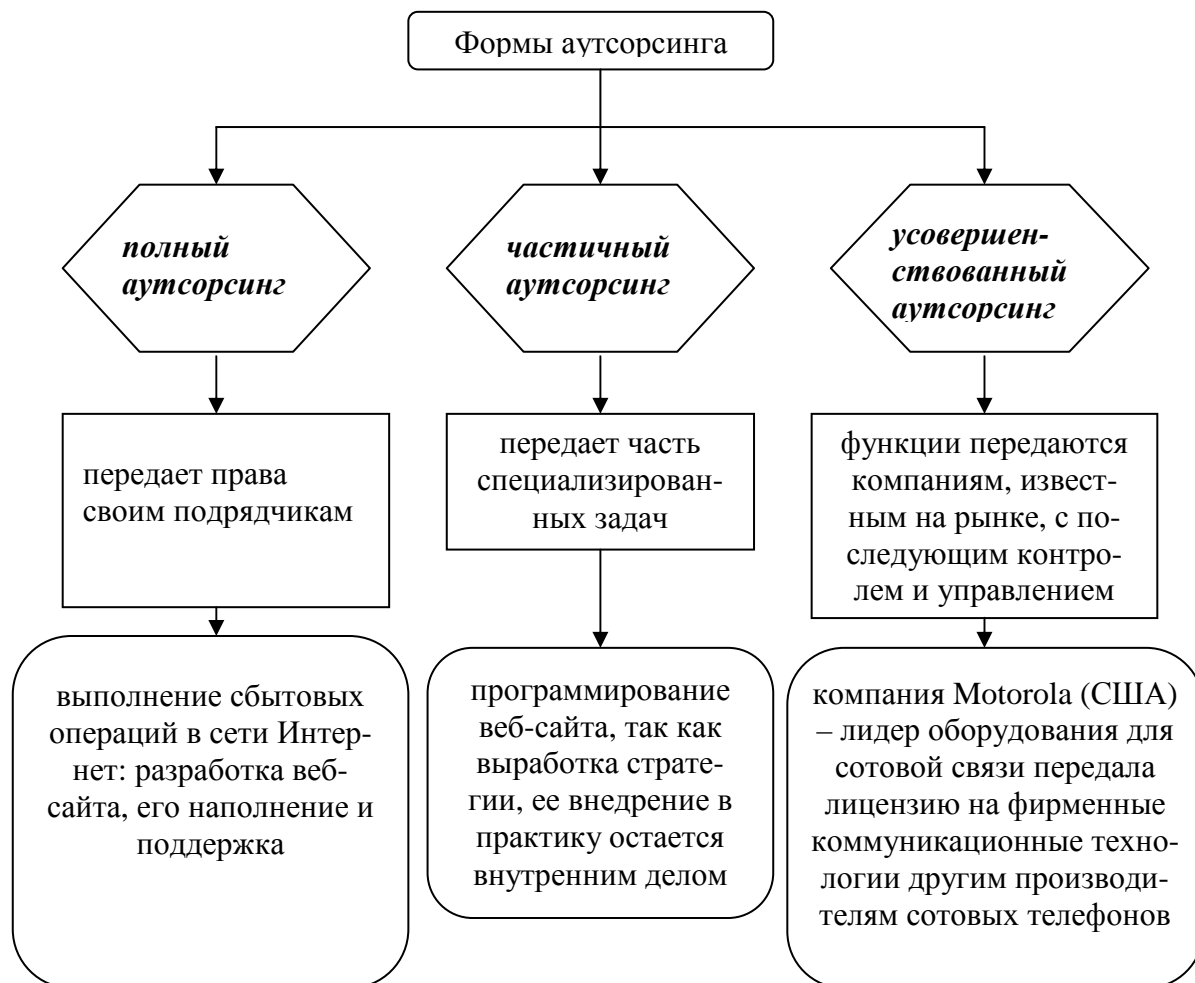 Формы аутсорсинга
полный
аутсорсинг
частичный
аутсорсинг
усовершен-
ствованный
аутсорсинг
передает права
своим подрядчикам
передает часть
специализирован-
ных задач
функции передаются
компаниям, извест-
ным на рынке, с по-
следующим контро-
лем и управлением
выполнение сбытовых
операций в сети Интер-
нет: разработка веб-
сайта, его наполнение и
поддержка
программирование
веб-сайта, так как
выработка страте-
гии, ее внедрение в
практику остается
внутренним делом
компания Motorola (США)
– лидер оборудования для
сотовой связи передала
лицензию на фирменные
коммуникационные техно-
логии другим производи-
телям сотовых телефонов